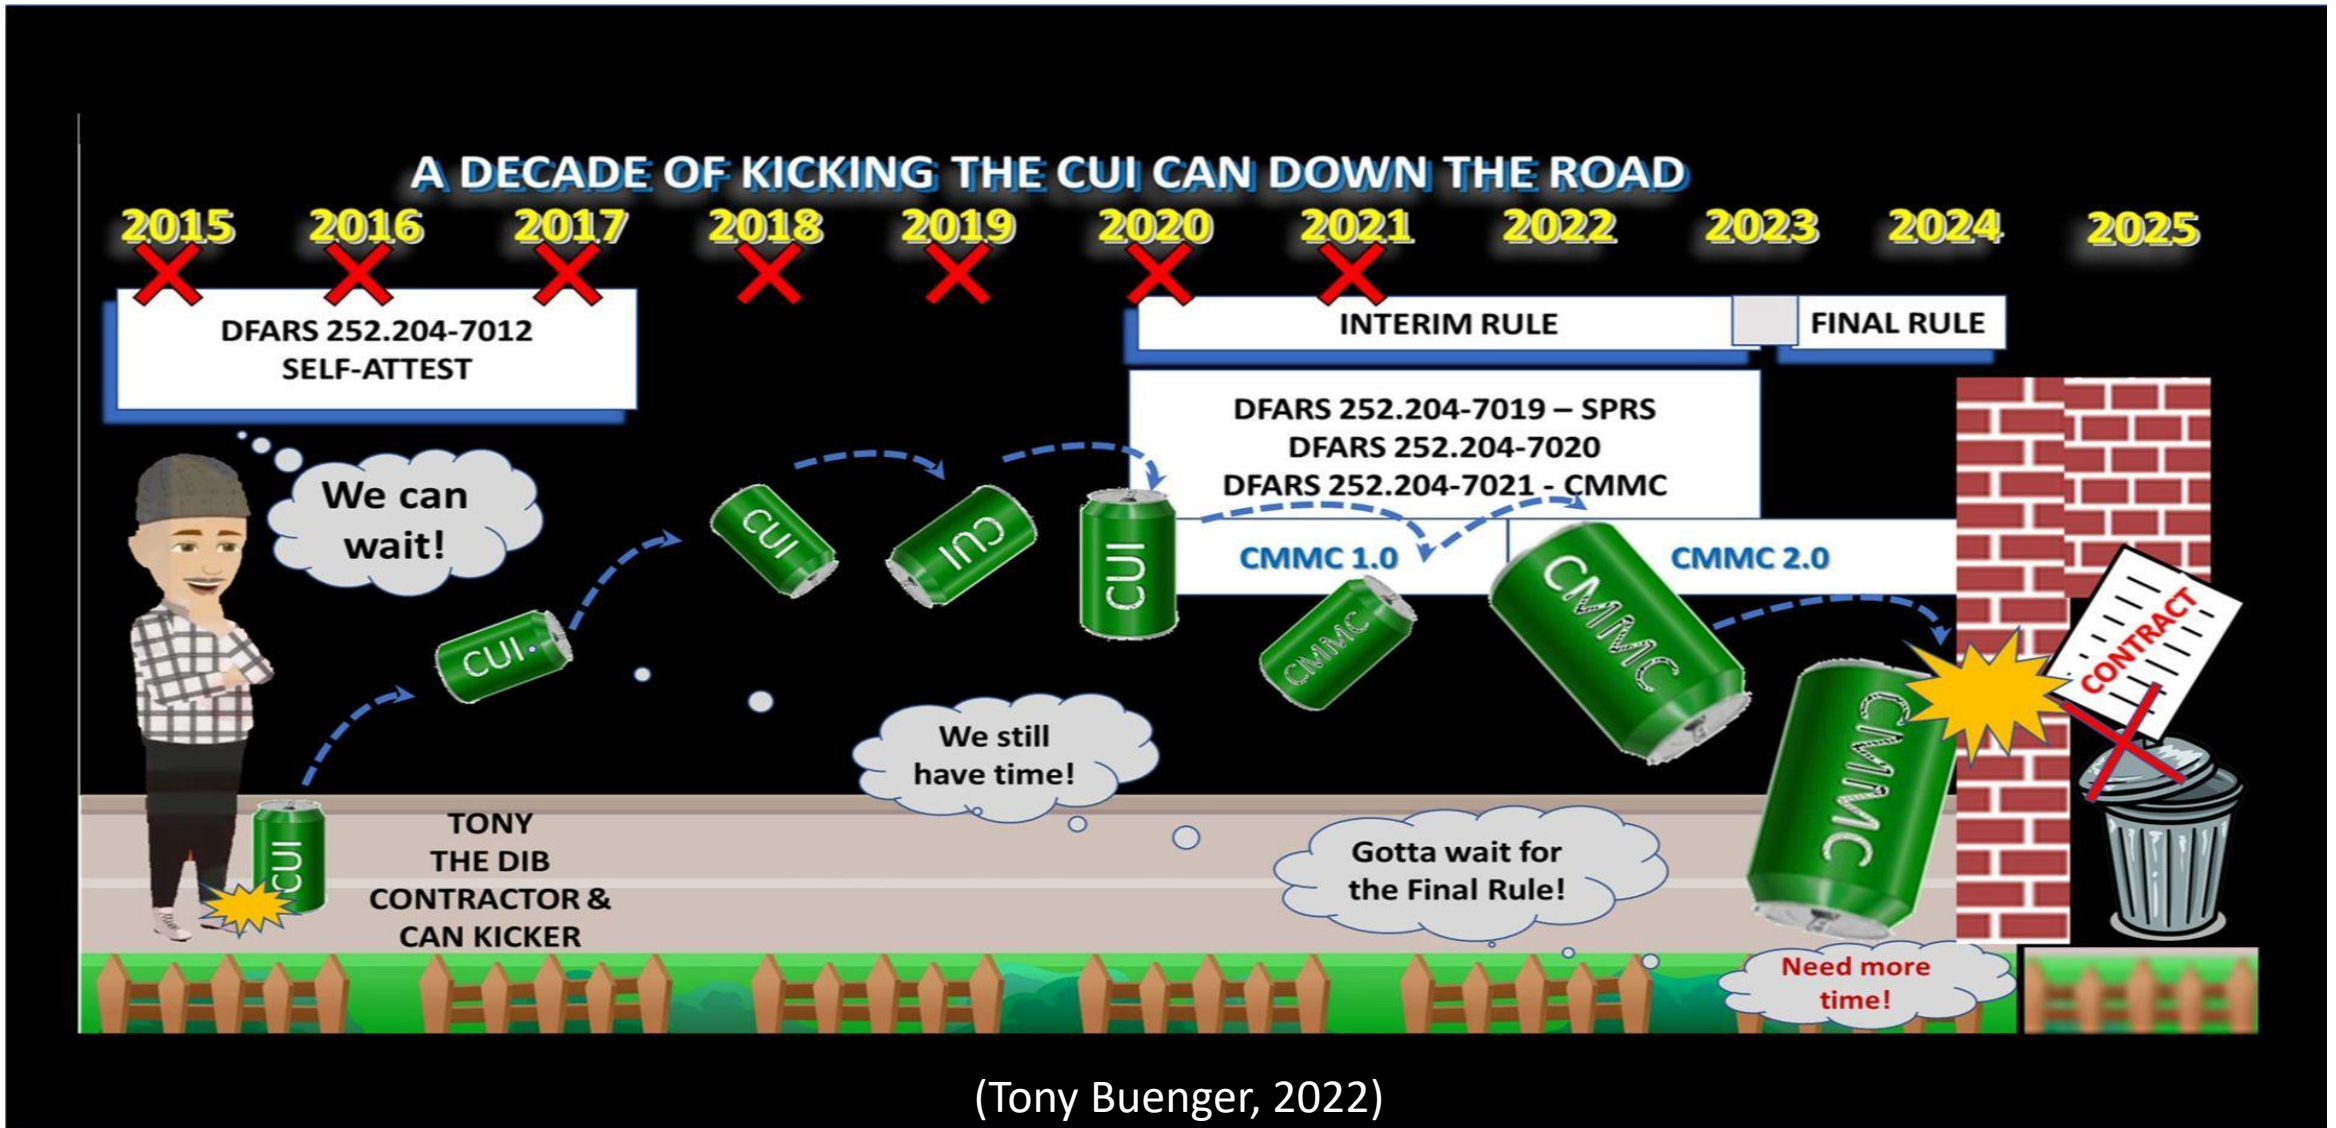 A DECADE OF KICKING THE CUI CAN DOWN THE ROAD
2015 2016 2017 2018 2019 2020 2021 2022 2023 2024 2025
DFARS 252.204-7012
SELF-ATTEST
INTERIM RULE
FINAL RULE
DFARS 252.204-7019 – SPRS
DFARS 252.204-7020
DFARS 252.204-7021 - CMMC
CMMC 1.0
CMMC 2.0
We can
wait!
CUI
CUI
CUI
CUI
CUI
CMMC
CMMC
CMMC
CONTRACT
We still
have time!
TONY
THE DIB
CONTRACTOR &
CAN KICKER
Gotta wait for
the Final Rule!
Need more
time!
(Tony Buenger, 2022)